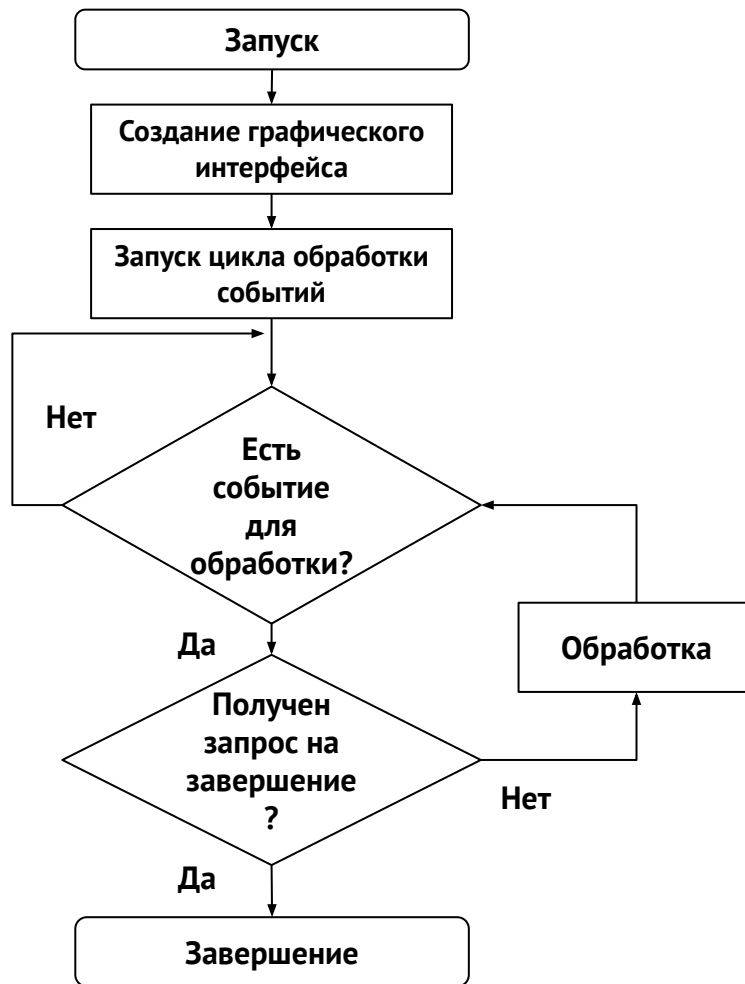 Запуск
Создание графического
интерфейса
Запуск цикла обработки
событий
Нет
Есть
событие
для
обработки?
Да
Обработка
Получен
запрос на
завершение
?
Нет
Да
Завершение